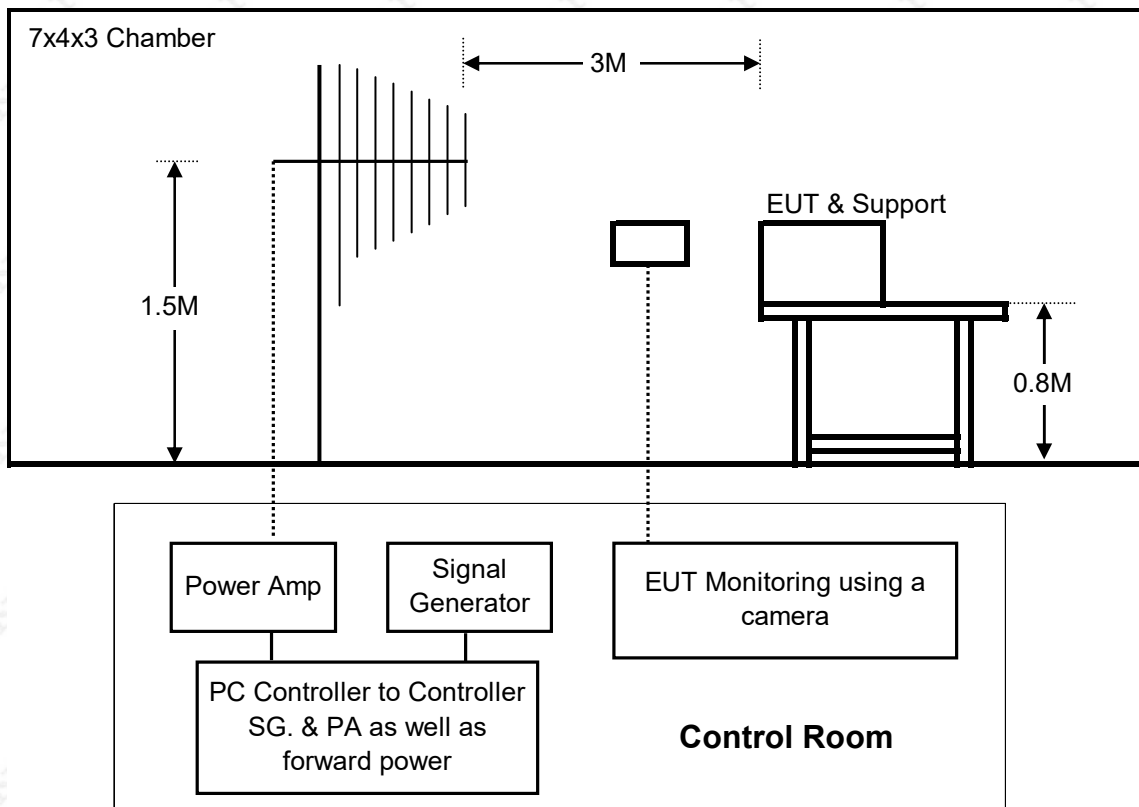 7x4x3 Chamber
3M
EUT & Support
1.5M
0.8M
Power Amp
Signal
Generator
EUT Monitoring using a
camera
PC Controller to Controller
SG. & PA as well as
forward power
Control Room